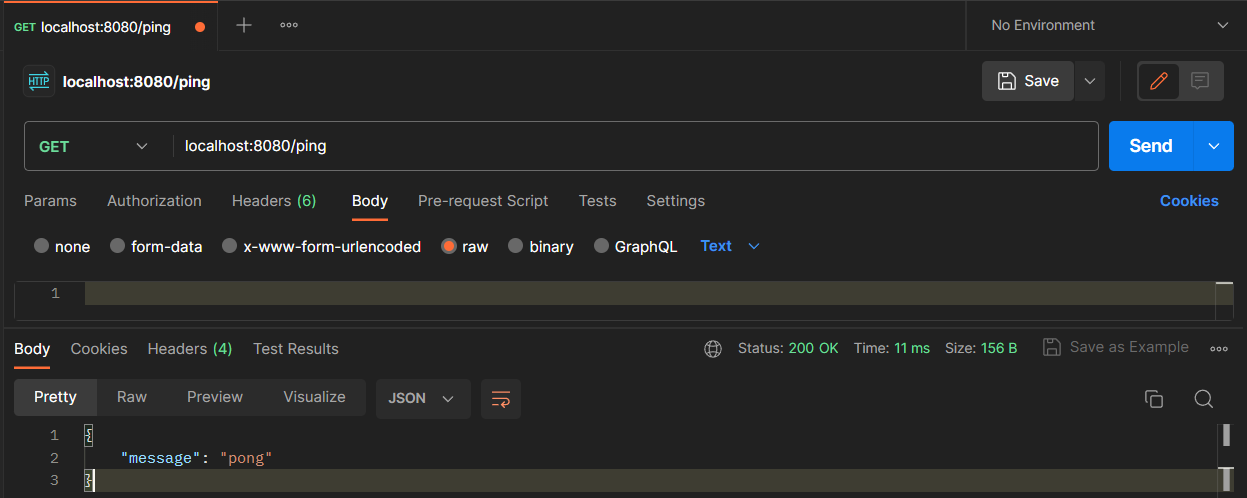 GET localhost:8080/ping No Environment
HTTP localhost:8080/ping Save
GET localhost:8080/ping Send
Params Authorization Headers (6) Body Pre-request Script Tests Settings Cookies
none form-data x-www-form-urlencoded raw binary GraphQL Text
1
Body Cookies Headers (4) Test Results Status: 200 OK Time: 11 ms Size: 156 B Save as Example
Pretty Raw Preview Visualize JSON
1 {
2 "message": "pong"
3 }